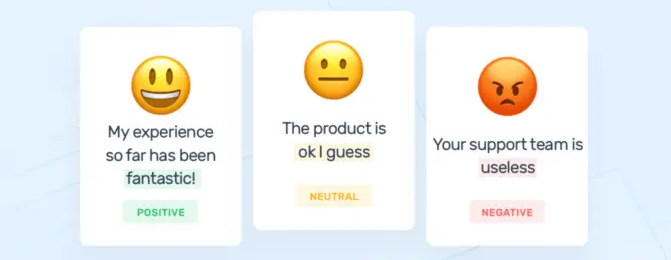 My experience
so far has been
fantastic!
POSITIVE
The product is
ok I guess
NEUTRAL
Your support team is
useless
NEGATIVE